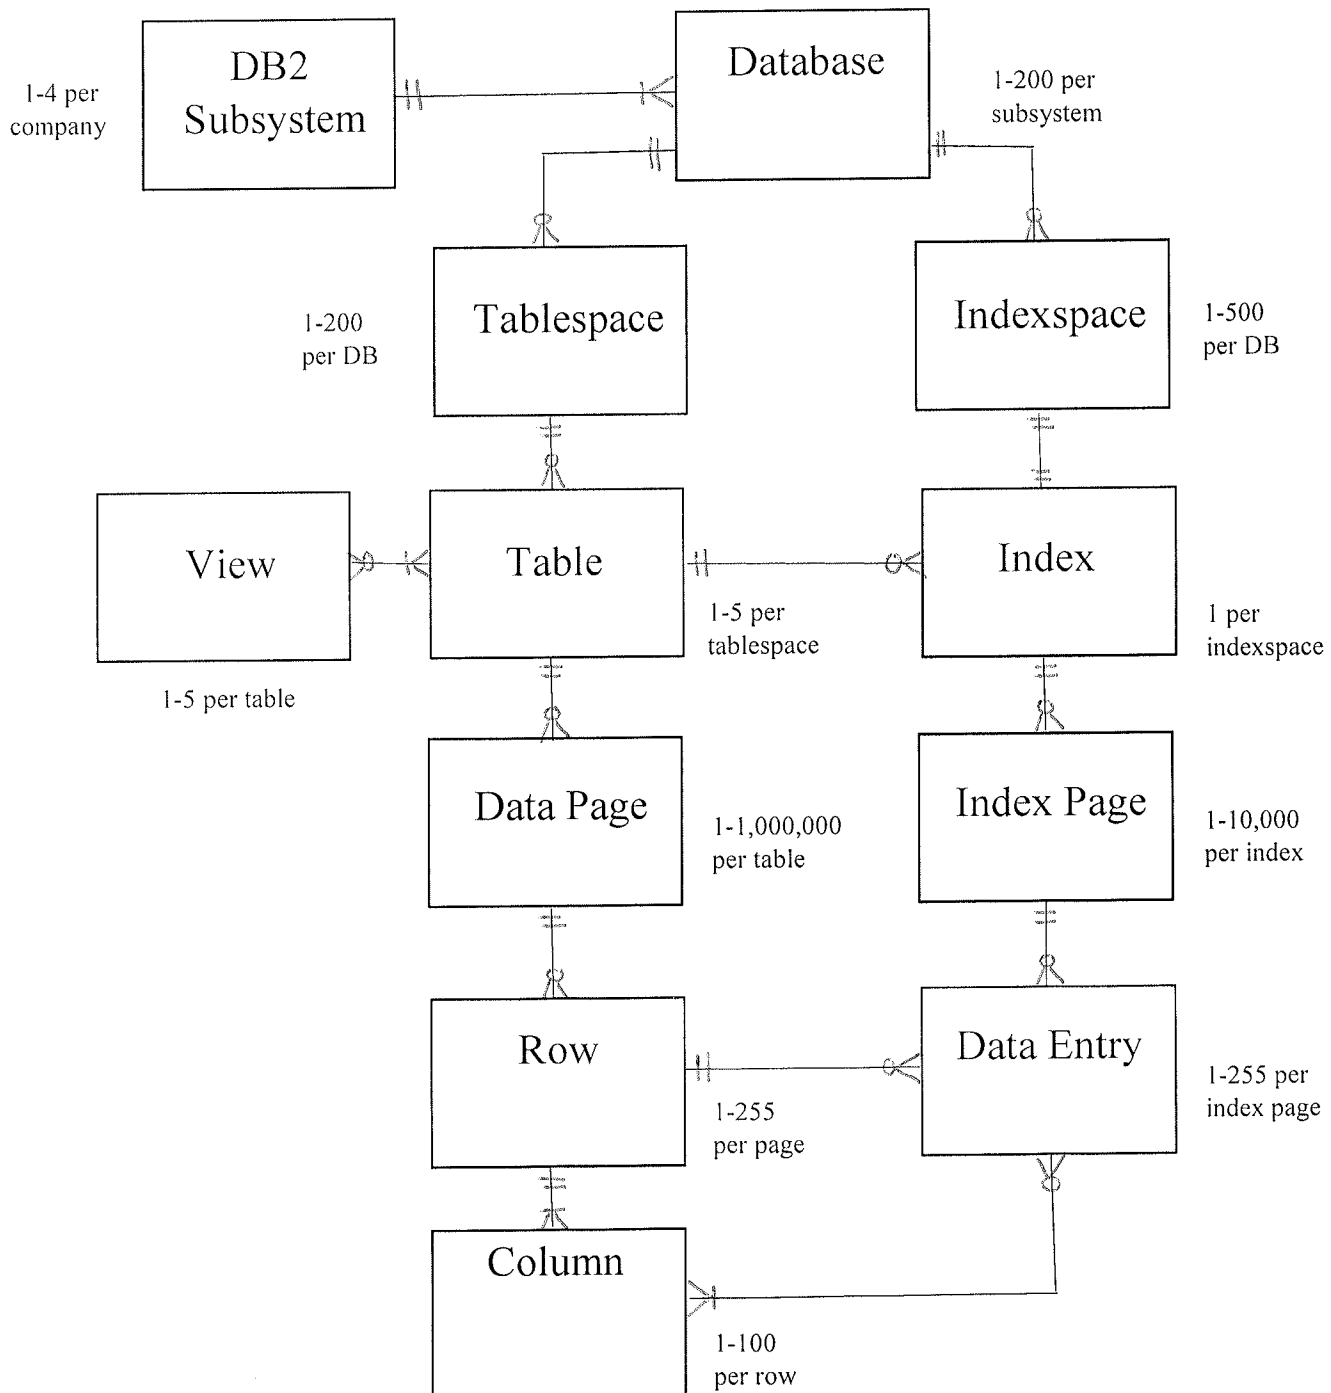 DB2
Subsystem
Database
1-4 per
company
1-200 per
subsystem
Tablespace
Indexspace
1-200
per DB
1-500
per DB
View
Table
Index
1-5 per
tablespace
1 per
indexspace
1-5 per table
Data Page
Index Page
1-1,000,000
per table
1-10,000
per index
Row
Data Entry
1-255
per page
1-255 per
index page
Column
1-100
per row